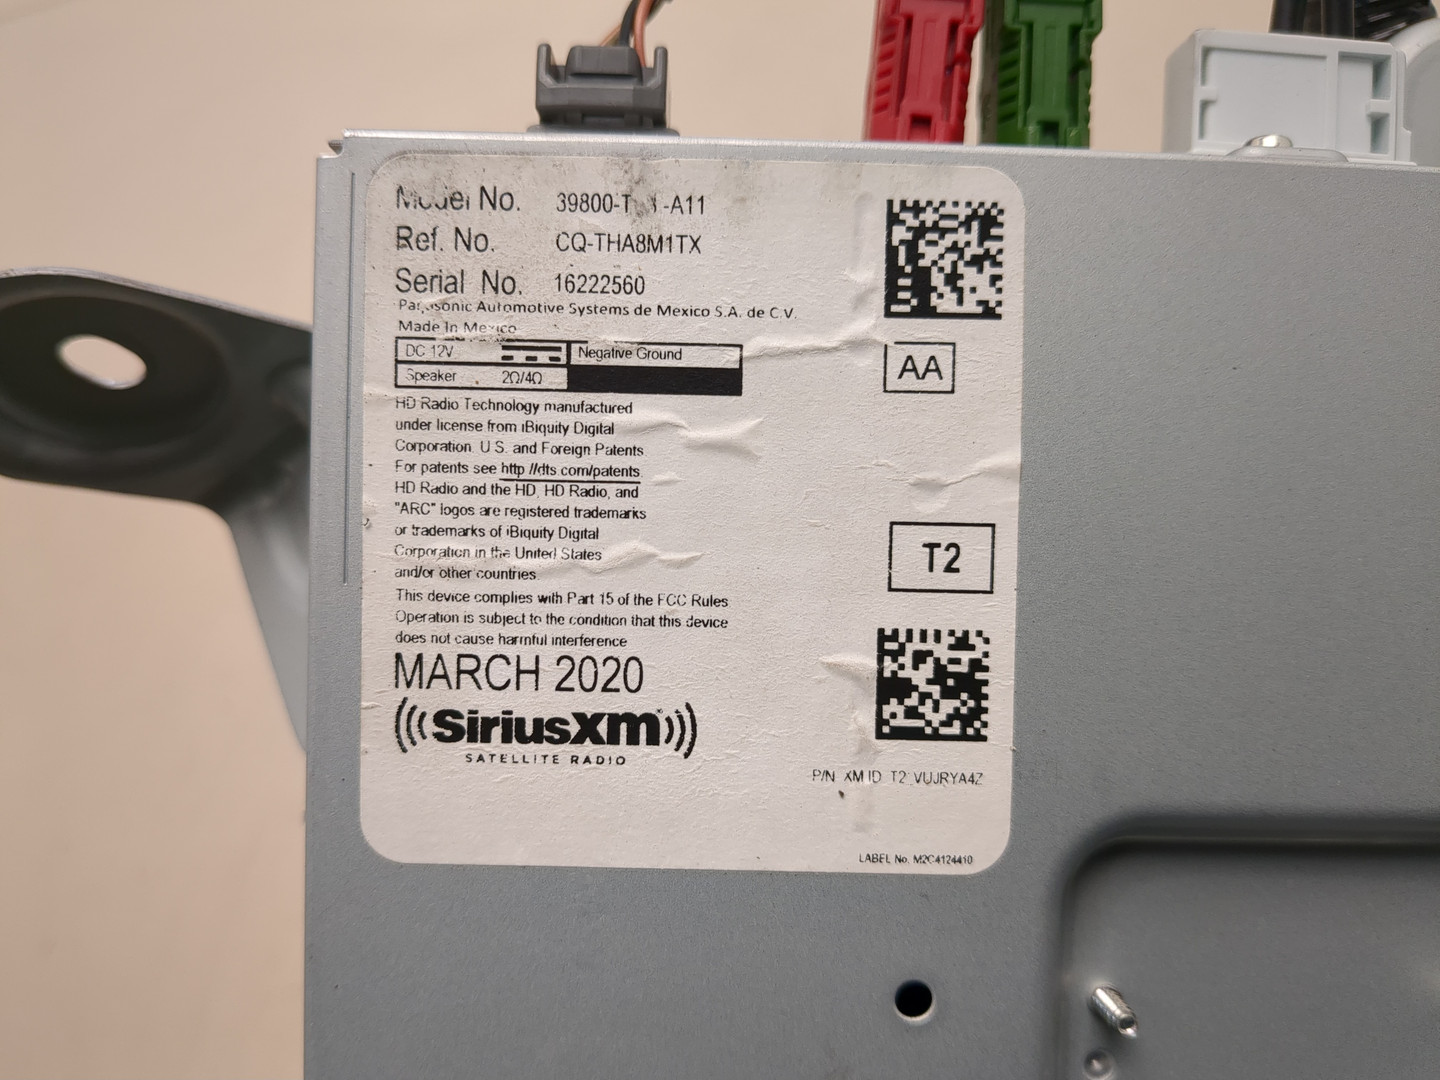 Model No. 39800- -A11
Ref. No. CQ-THA8M1TX
Serial No. 16222560
Panasonic Automotive Systems de Mexico S.A. de C.V.
Made In Mexico
DC 12V Negative Ground
Speaker 2Ω/4Ω
HD Radio Technology manufactured
under license from iBiquity Digital
Corporation. U.S. and Foreign Patents.
For patents see http://dts.com/patents.
HD Radio and the HD, HD Radio, and
"ARC" logos are registered trademarks
or trademarks of iBiquity Digital
Corporation in the United States
and/or other countries.
This device complies with Part 15 of the FCC Rules
Operation is subject to the condition that this device
does not cause harmful interference
MARCH 2020
SiriusXM
SATELLITE RADIO
AA
T2
P/N XM ID T2:VUJRYA4Z
LABEL No. M2C4124410